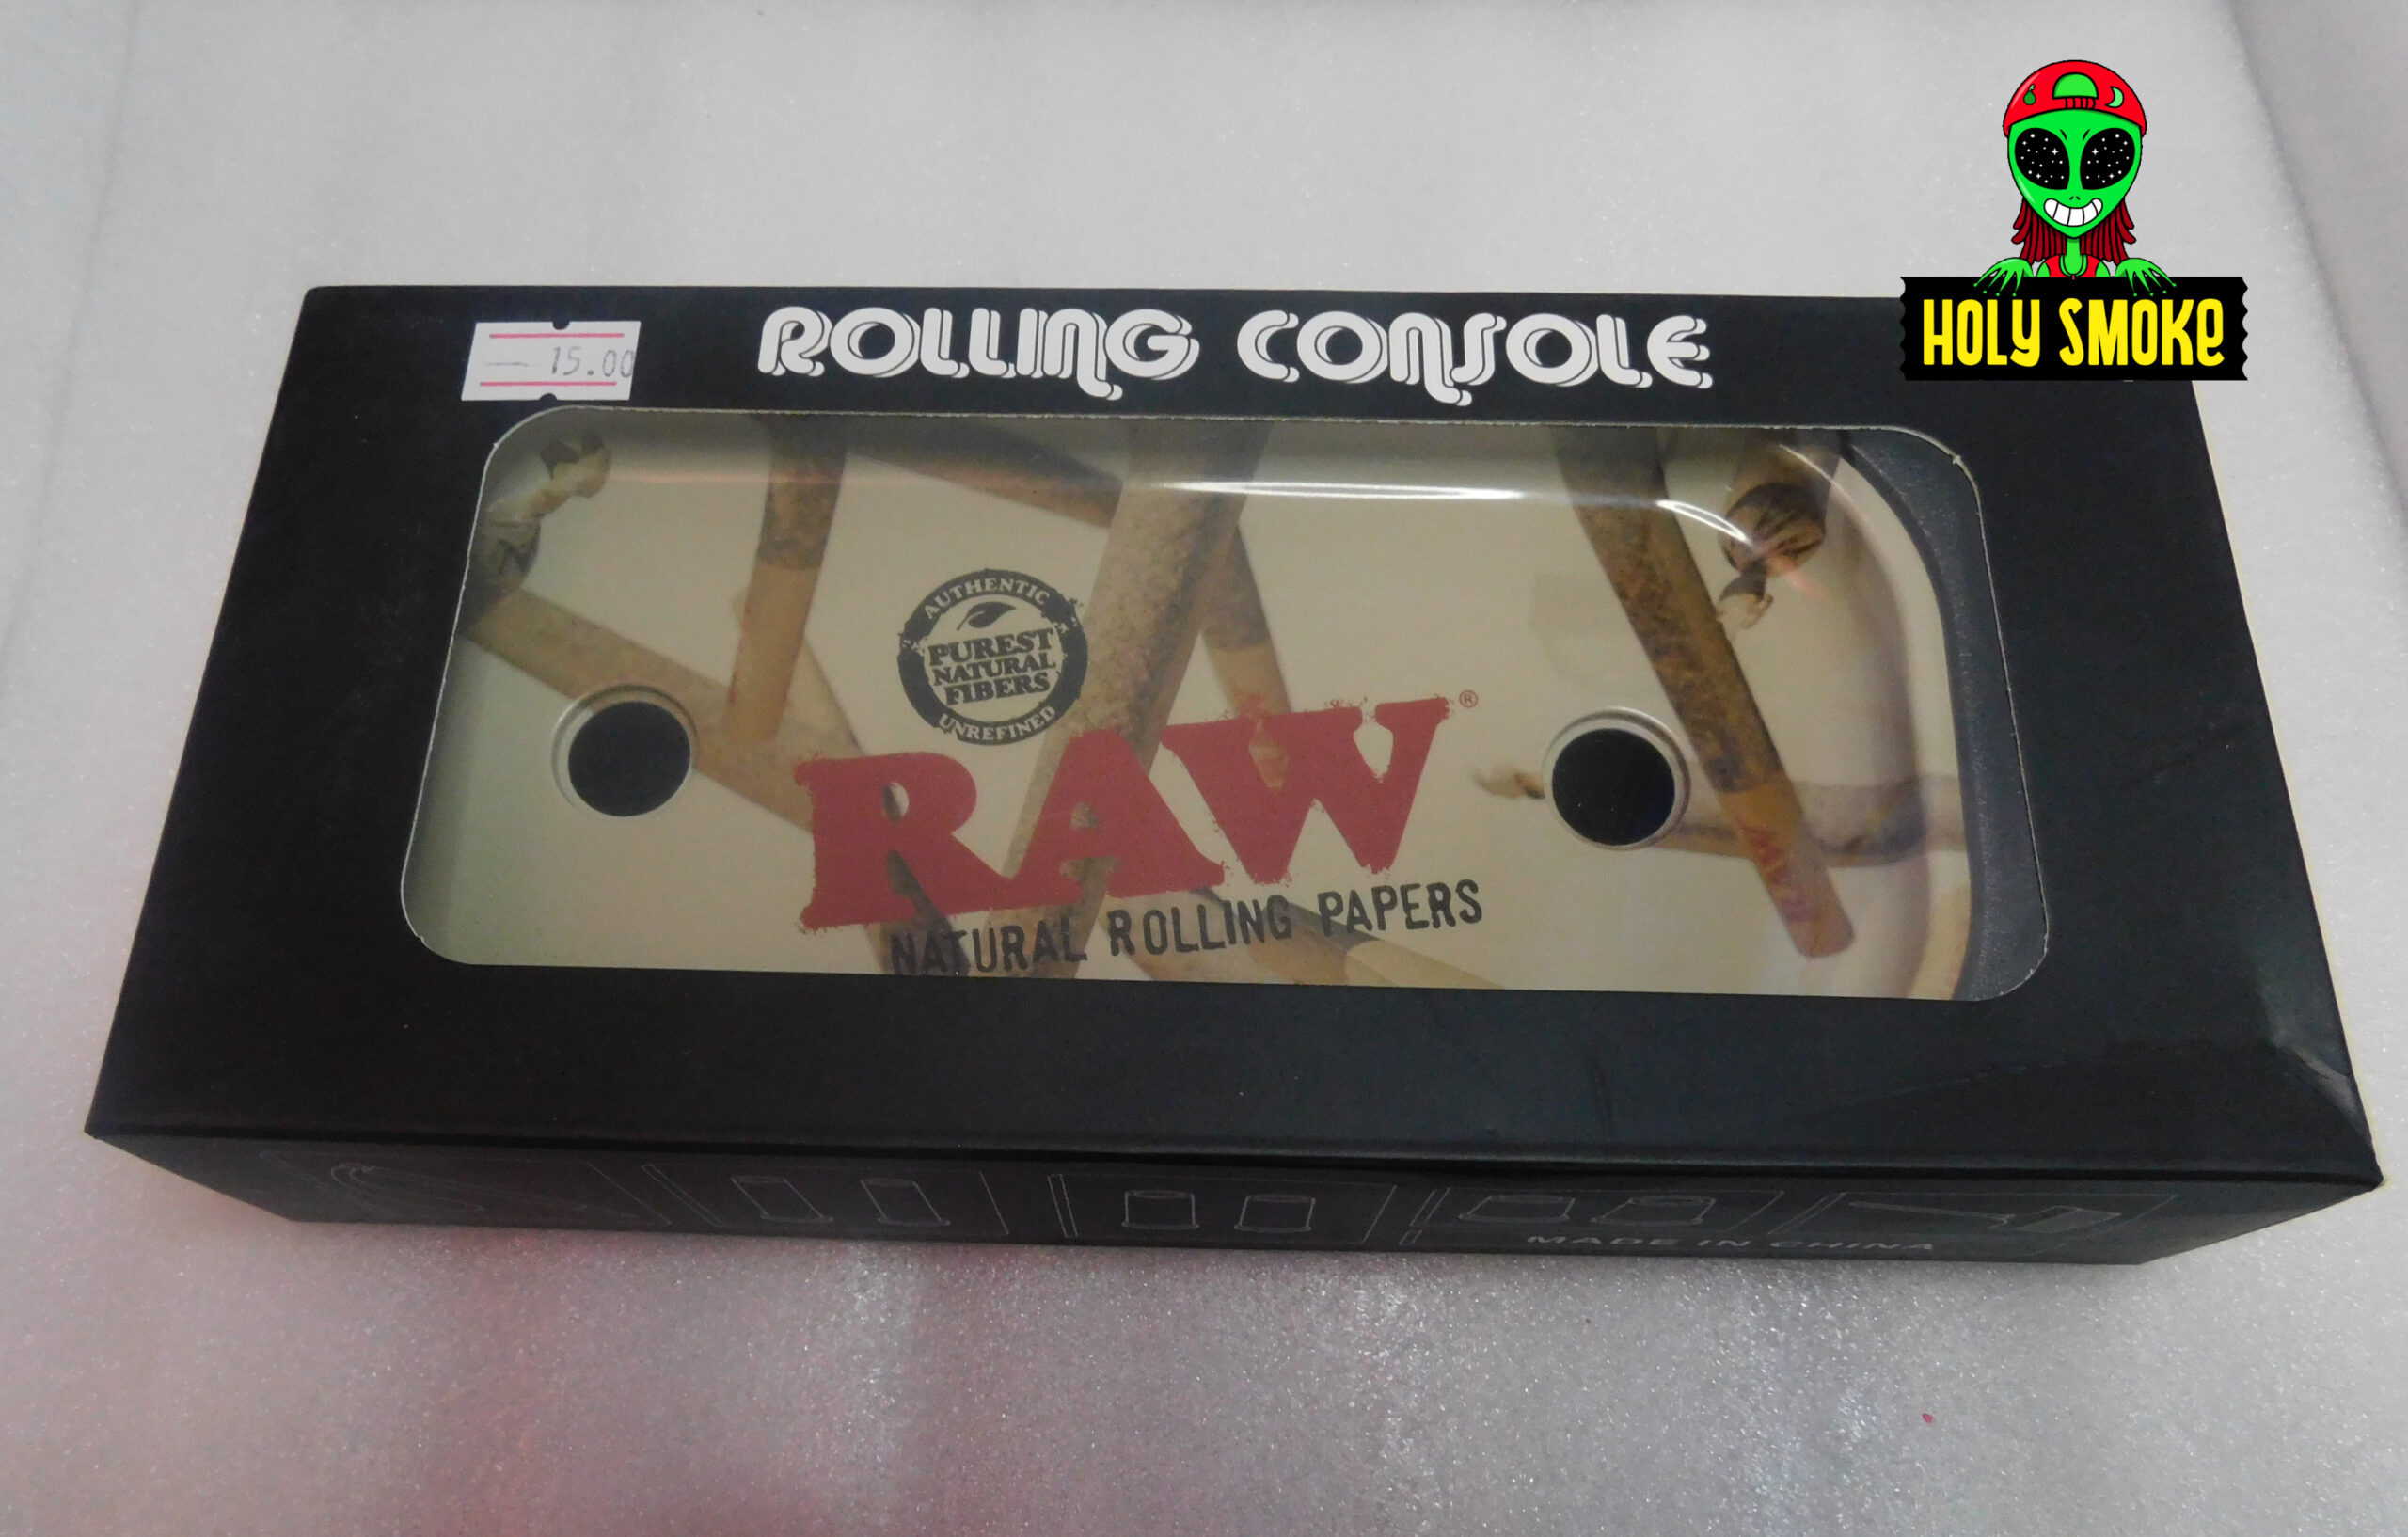 HOLY SMOKE
ROLLING CONSOLE
15.00
AUTHENTIC
PUREST
NATURAL
FIBERS
UNREFINED
RAW®
NATURAL ROLLING PAPERS
MADE IN CHINA